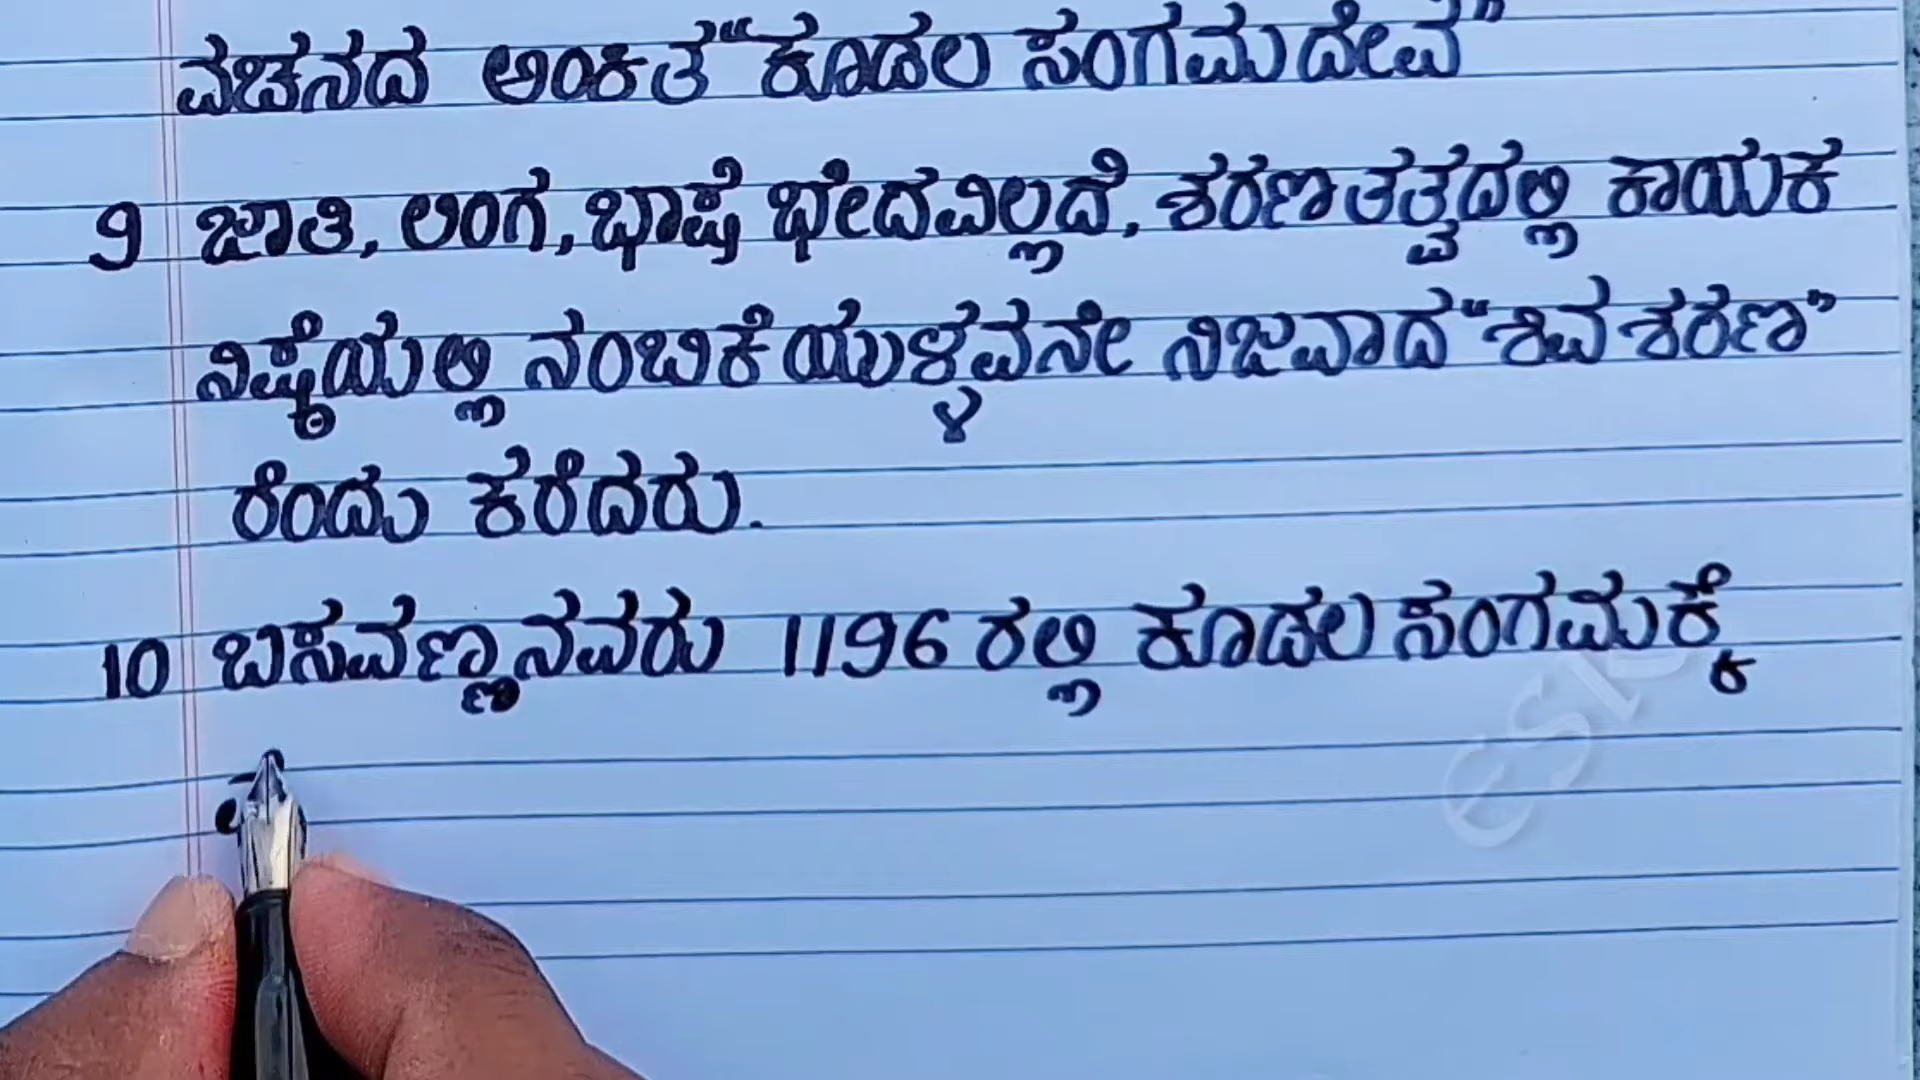 ವಚನದ ಅಂಕಿತ "ಕೂಡಲ ಸಂಗಮದೇವ"
9 ಜಾತಿ, ಲಿಂಗ, ಭಾಷೆ ಭೇದವಿಲ್ಲದೆ, ಶರಣತತ್ವದಲ್ಲಿ ಕಾಯಕ
ನಿಷ್ಠೆಯಲ್ಲಿ ನಂಬಿಕೆಯುಳ್ಳವನೇ ನಿಜವಾದ "ಶಿವಶರಣ"
ರೆಂದು ಕರೆದರು.
10 ಬಸವಣ್ಣನವರು 1196 ರಲ್ಲಿ ಕೂಡಲ ಸಂಗಮಕ್ಕೆ